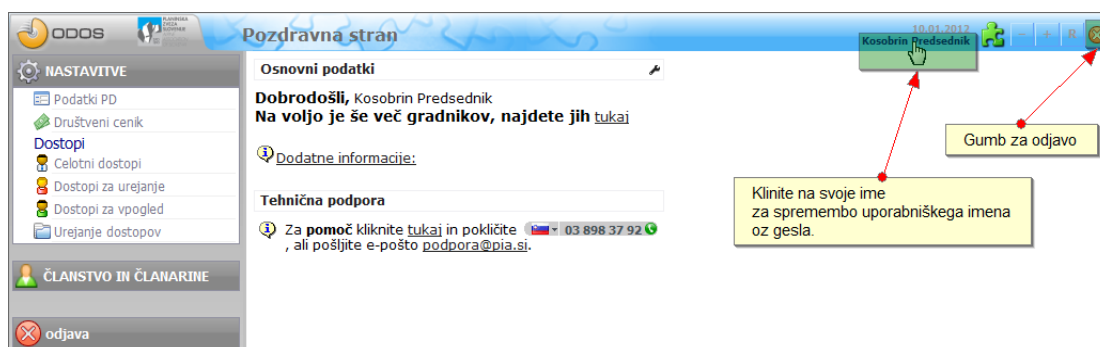 ODOS
PLANINSKA
ZVEZA
SLOVENIJE
Pozdravna stran
10.01.2012
Kosobrin Predsednik
− + R
NASTAVITVE
Podatki PD
Društveni cenik
Dostopi
Celotni dostopi
Dostopi za urejanje
Dostopi za vpogled
Urejanje dostopov
ČLANSTVO IN ČLANARINE
odjava
Osnovni podatki
Dobrodošli, Kosobrin Predsednik
Na voljo je še več gradnikov, najdete jih tukaj
Dodatne informacije:
Tehnična podpora
Za pomoč kliknite tukaj in pokličite 03 898 37 92
, ali pošljite e-pošto podpora@pia.si.
Gumb za odjavo
Klinite na svoje ime
za spremembo uporabniškega imena
oz gesla.